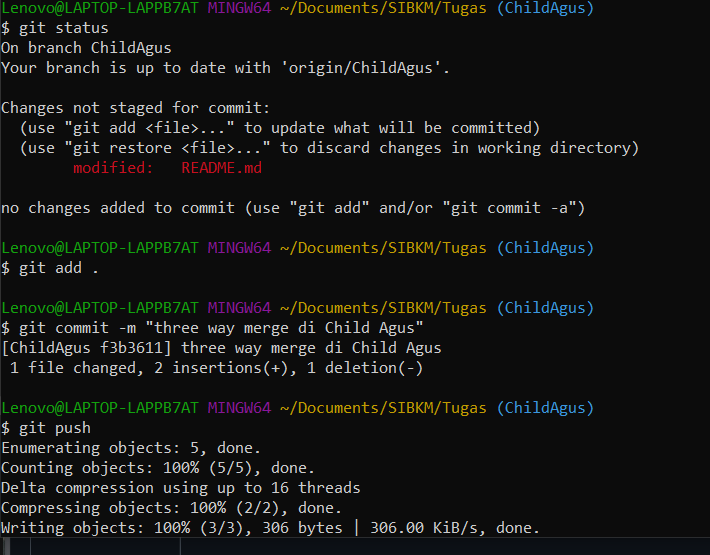 Lenovo@LAPTOP-LAPPB7AT MINGW64 ~/Documents/SIBKM/Tugas (ChildAgus)
$ git status
On branch ChildAgus
Your branch is up to date with 'origin/ChildAgus'.

Changes not staged for commit:
  (use "git add <file>..." to update what will be committed)
  (use "git restore <file>..." to discard changes in working directory)
        modified:   README.md

no changes added to commit (use "git add" and/or "git commit -a")

Lenovo@LAPTOP-LAPPB7AT MINGW64 ~/Documents/SIBKM/Tugas (ChildAgus)
$ git add .

Lenovo@LAPTOP-LAPPB7AT MINGW64 ~/Documents/SIBKM/Tugas (ChildAgus)
$ git commit -m "three way merge di Child Agus"
[ChildAgus f3b3611] three way merge di Child Agus
 1 file changed, 2 insertions(+), 1 deletion(-)

Lenovo@LAPTOP-LAPPB7AT MINGW64 ~/Documents/SIBKM/Tugas (ChildAgus)
$ git push
Enumerating objects: 5, done.
Counting objects: 100% (5/5), done.
Delta compression using up to 16 threads
Compressing objects: 100% (2/2), done.
Writing objects: 100% (3/3), 306 bytes | 306.00 KiB/s, done.